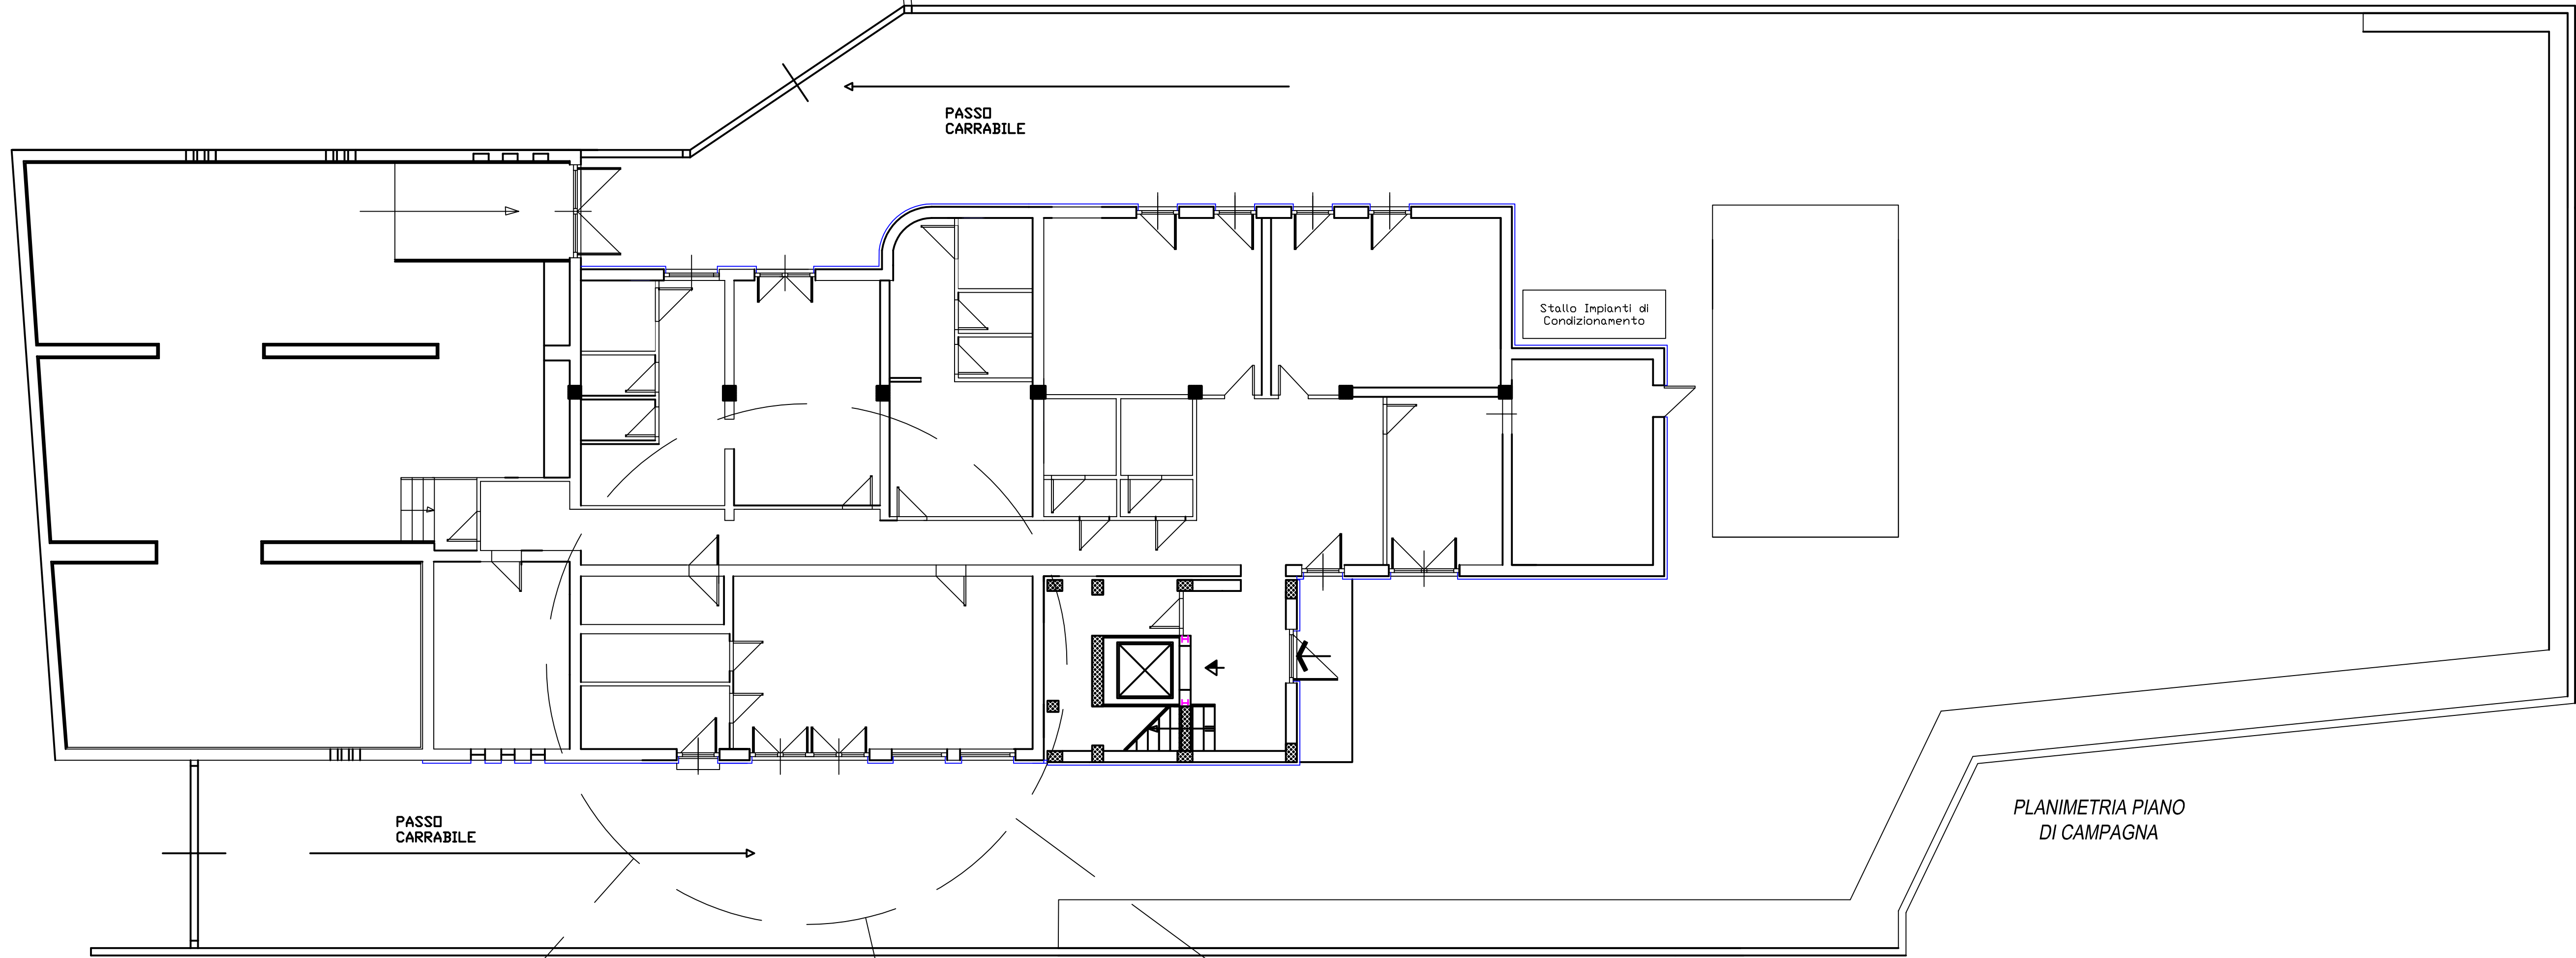 PASSO
CARRABILE
Stallo Impianti di
Condizionamento
PASSO
CARRABILE
PLANIMETRIA PIANO
DI CAMPAGNA